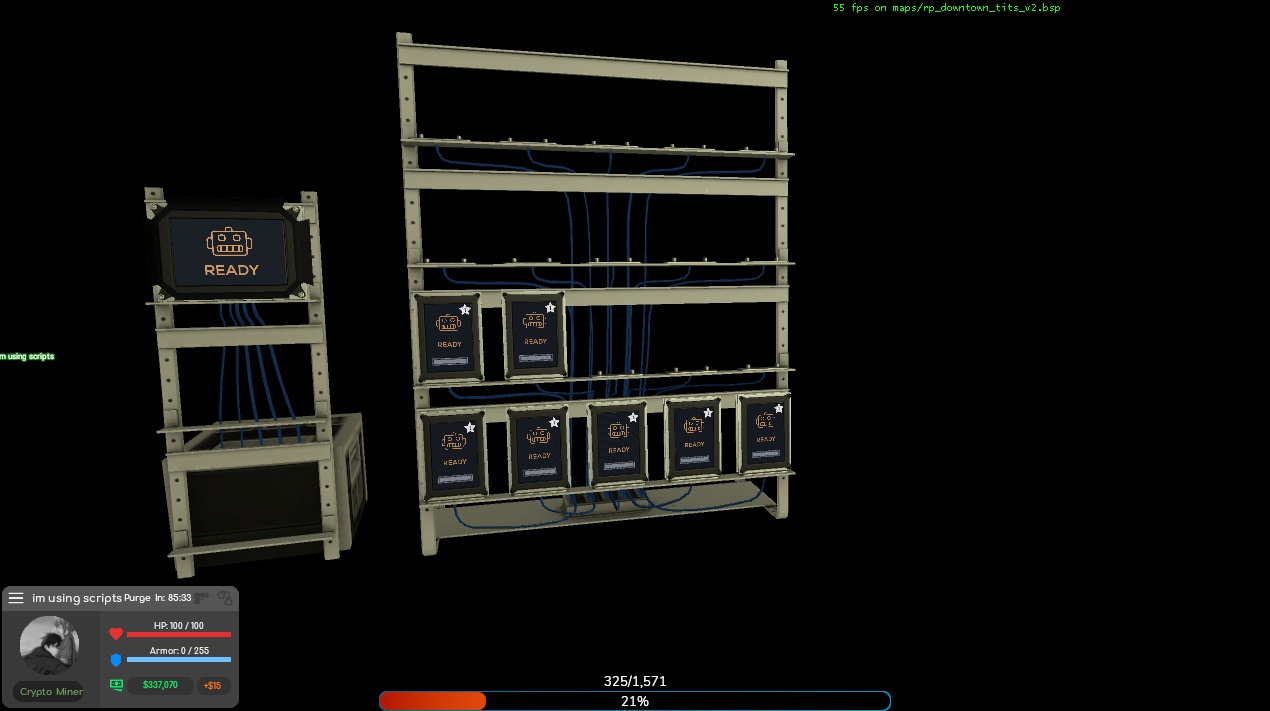 55 fps on maps/rp_downtown_tits_v2.bsp
READY
READY
READY
READY
READY
READY
READY
READY
m using scripts
im using scripts Purge In: 85:33
HP: 100 / 100
Armor: 0 / 255
$337,070 +$15
Crypto Miner
325/1,571
21%